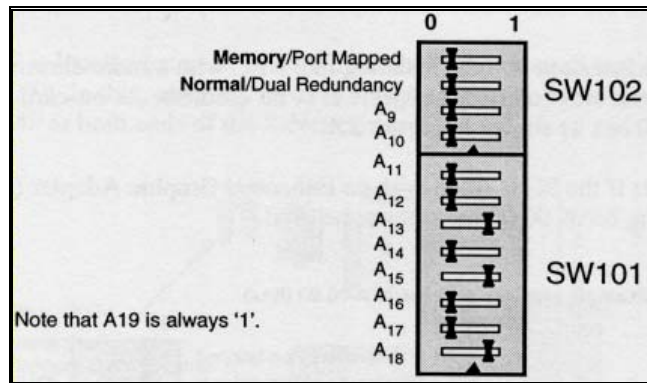 0 1
Memory/Port Mapped
Normal/Dual Redundancy
SW102
A9
A10
A11
A12
A13
A14
A15
SW101
A16
Note that A19 is always '1'.
A17
A18